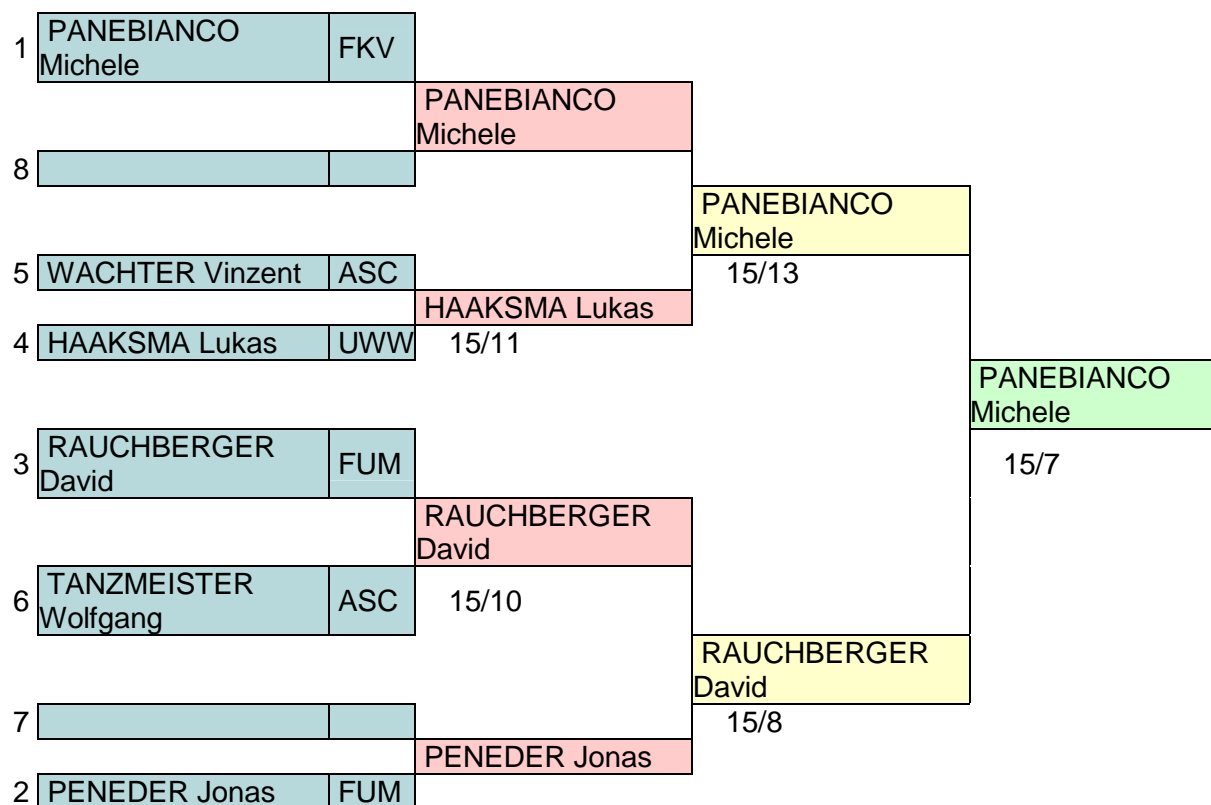 1 PANEBIANCO Michele FKV
PANEBIANCO
Michele
8
PANEBIANCO
Michele
5 WACHTER Vinzent ASC
15/13
HAAKSMA Lukas
4 HAAKSMA Lukas UWW
15/11
PANEBIANCO
Michele
3 RAUCHBERGER David FUM
15/7
RAUCHBERGER
David
6 TANZMEISTER Wolfgang ASC
15/10
RAUCHBERGER
David
7
15/8
PENEDER Jonas
2 PENEDER Jonas FUM